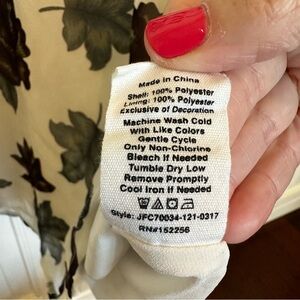 Made in China
Shell: 100% Polyester
Lining: 100% Polyester
Exclusive of Decoration
Machine Wash Cold
With Like Colors
Gentle Cycle
Only Non-Chlorine
Bleach If Needed
Tumble Dry Low
Remove Promptly
Cool Iron If Needed
Style: JFC70034-121-0317
RN#152256